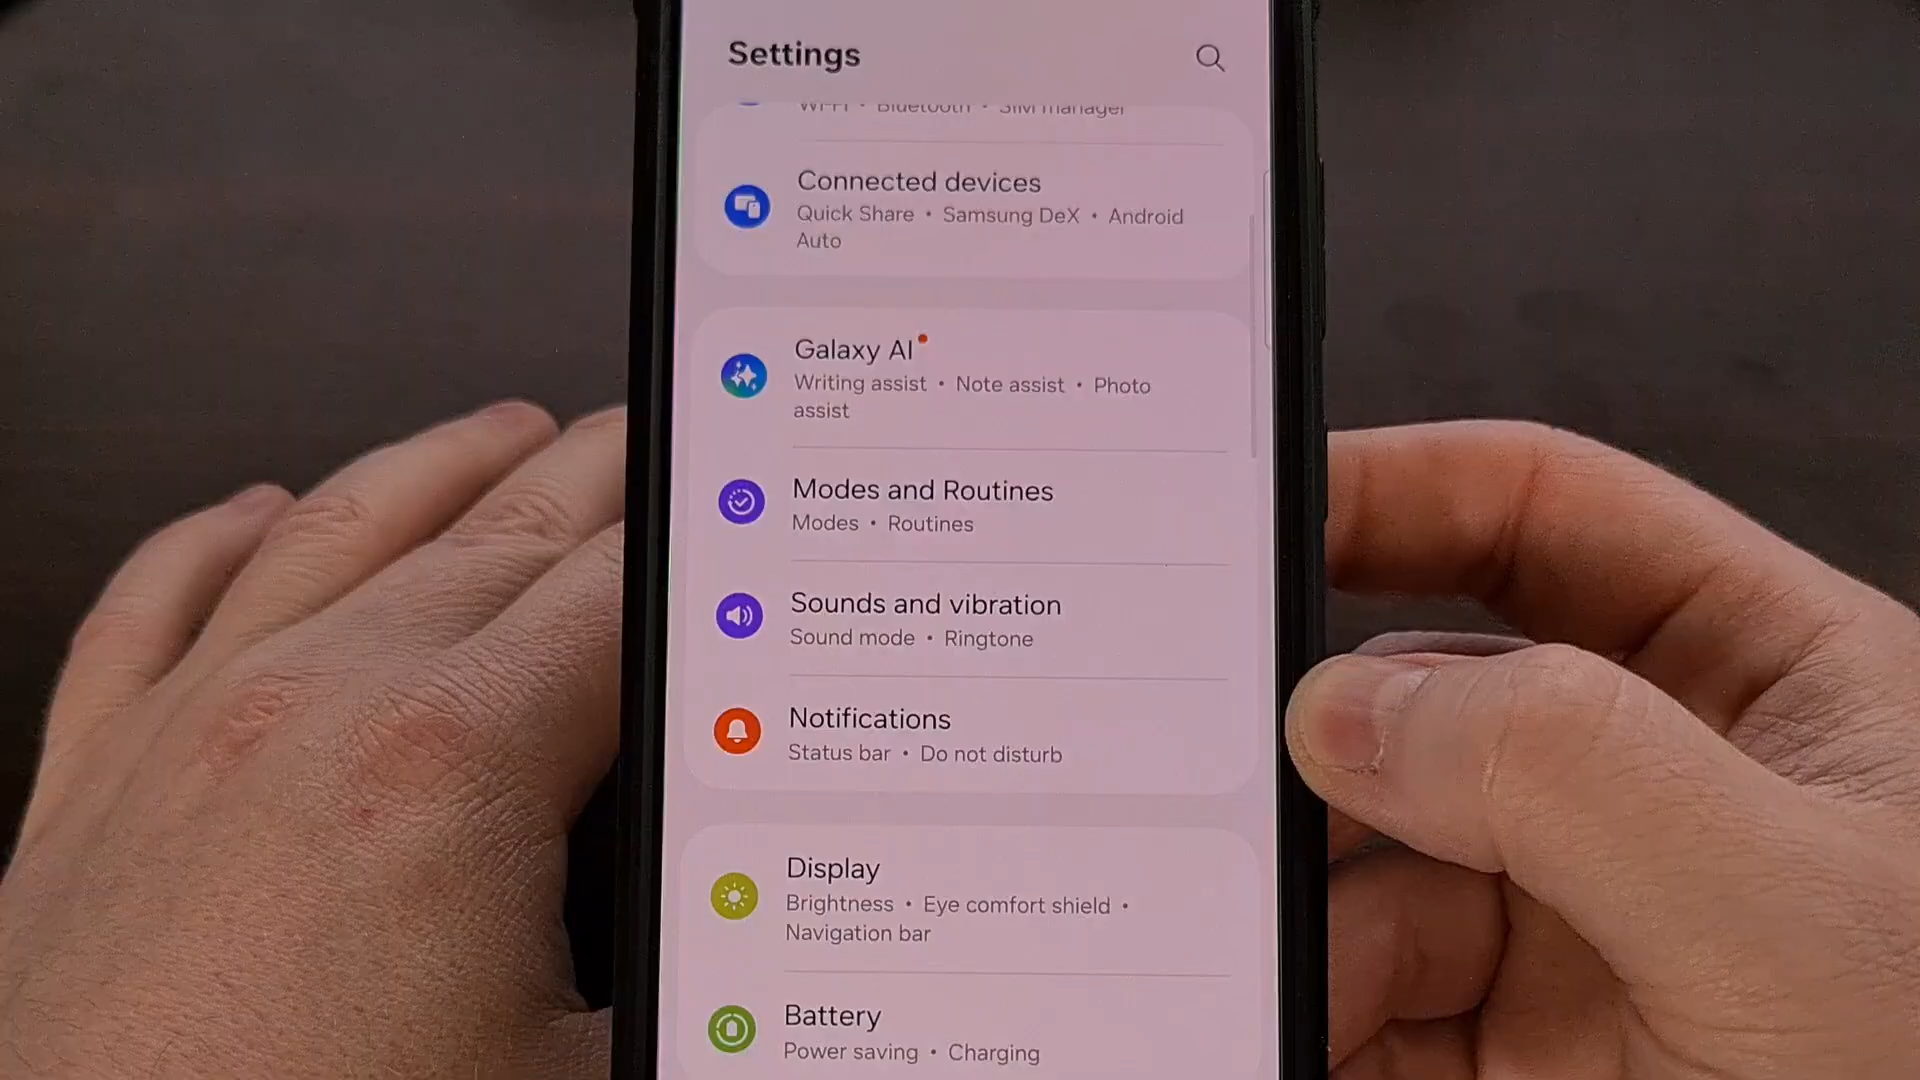 Settings
Wi-Fi • Bluetooth • SIM manager
Connected devices
Quick Share • Samsung DeX • Android
Auto
Galaxy AI
Writing assist • Note assist • Photo
assist
Modes and Routines
Modes • Routines
Sounds and vibration
Sound mode • Ringtone
Notifications
Status bar • Do not disturb
Display
Brightness • Eye comfort shield •
Navigation bar
Battery
Power saving • Charging